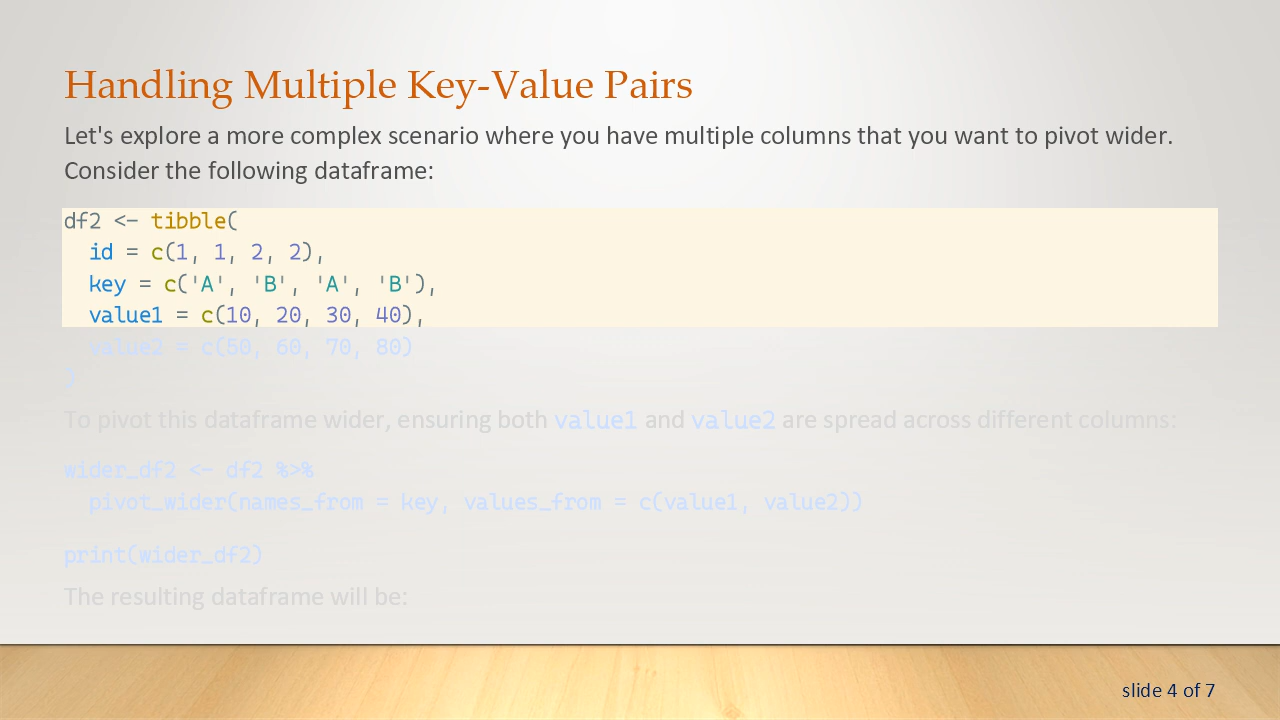 Handling Multiple Key-Value Pairs
Let's explore a more complex scenario where you have multiple columns that you want to pivot wider.
Consider the following dataframe:
df2 <- tibble(
  id = c(1, 1, 2, 2),
  key = c('A', 'B', 'A', 'B'),
  value1 = c(10, 20, 30, 40),
  value2 = c(50, 60, 70, 80)
)
To pivot this dataframe wider, ensuring both value1 and value2 are spread across different columns:
wider_df2 <- df2 %>%
  pivot_wider(names_from = key, values_from = c(value1, value2))
print(wider_df2)
The resulting dataframe will be:
slide 4 of 7